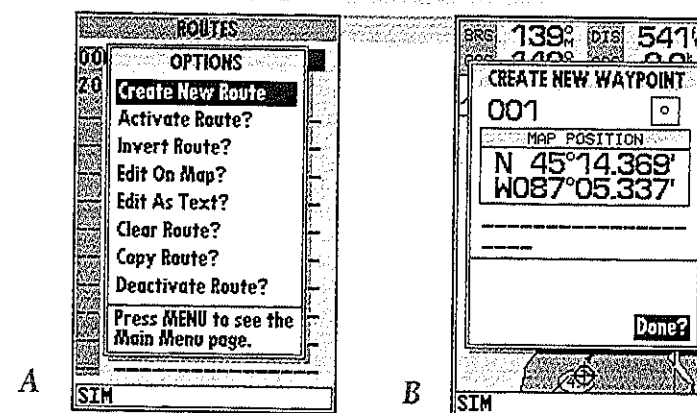 ROUTES
OPTIONS
Create New Route
Activate Route?
Invert Route?
Edit On Map?
Edit As Text?
Clear Route?
Copy Route?
Deactivate Route?
Press MENU to see the
Main Menu page.
SIM
A
BRG 139°M DIS 541
CREATE NEW WAYPOINT
001
MAP POSITION
N 45°14.369'
W087°05.337'
Done?
SIM
B